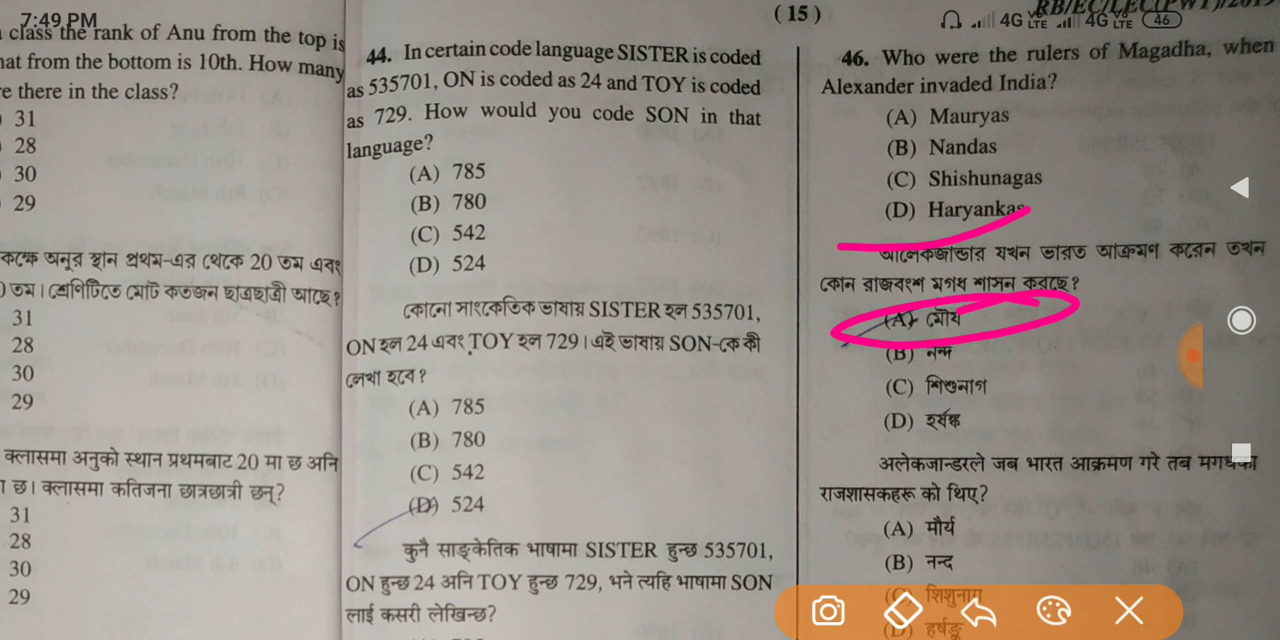 7:49 PM
( 15 )
4G
LTE
4G
LTE
46
class the rank of Anu from the top is
from the bottom is 10th. How many
there in the class?
31
28
30
29
কক্ষে অনুর স্থান প্রথম-এর থেকে 20 তম এবং
তম। শ্রেণিটিতে মোট কতজন ছাত্রছাত্রী আছে?
31
28
30
29
क्लासमा अनुको स्थान प्रथमबाट 20 मा छ अनि
छ। क्लासमा कतिजना छात्रछात्री छन्?
31
28
30
29
44. In certain code language SISTER is coded
as 535701, ON is coded as 24 and TOY is coded
as 729. How would you code SON in that
language?
(A) 785
(B) 780
(C) 542
(D) 524
কোনো সাংকেতিক ভাষায় SISTER হল 535701,
ON হল 24 এবং TOY হল 729। এই ভাষায় SON-কে কী
লেখা হবে?
(A) 785
(B) 780
(C) 542
(D) 524
कुनै साङ्केतिक भाषामा SISTER हुन्छ 535701,
ON हुन्छ 24 अनि TOY हुन्छ 729, भने त्यहि भाषामा SON
लाई कसरी लेखिन्छ?
46. Who were the rulers of Magadha, when
Alexander invaded India?
(A) Mauryas
(B) Nandas
(C) Shishunagas
(D) Haryankas
আলেকজান্ডার যখন ভারত আক্রমণ করেন তখন
কোন রাজবংশ মগধ শাসন করছে?
(A) মৌর্য
(B) নন্দ
(C) শিশুনাগ
(D) হর্যঙ্ক
अलेकजान्डरले जब भारत आक्रमण गरे तब मगधका
राजशासकहरू को थिए?
(A) मौर्य
(B) नन्द
(C) शिशुनाग
(D) हर्षङ्क